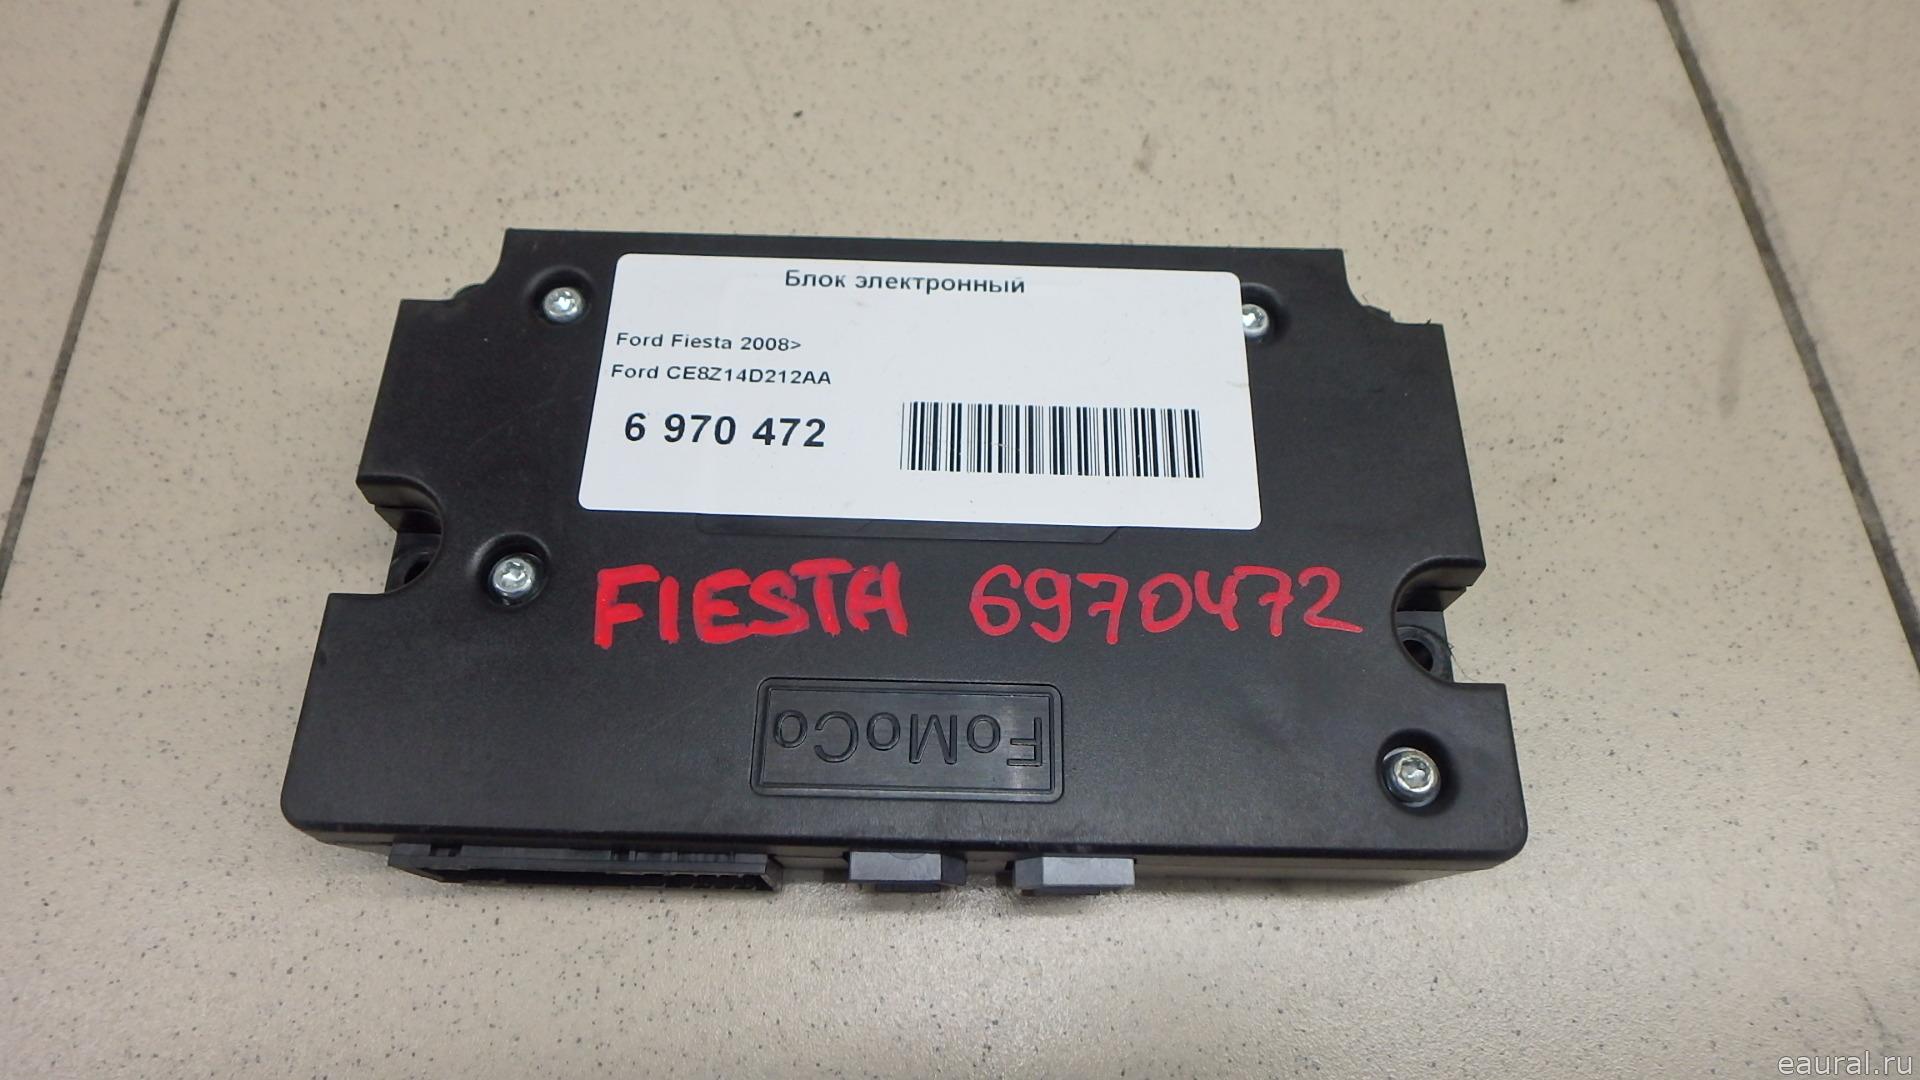 Блок электронный
Ford Fiesta 2008>
Ford CE8Z14D212AA
6 970 472
FIESTA 6970472
FoMoCo
eaural.ru